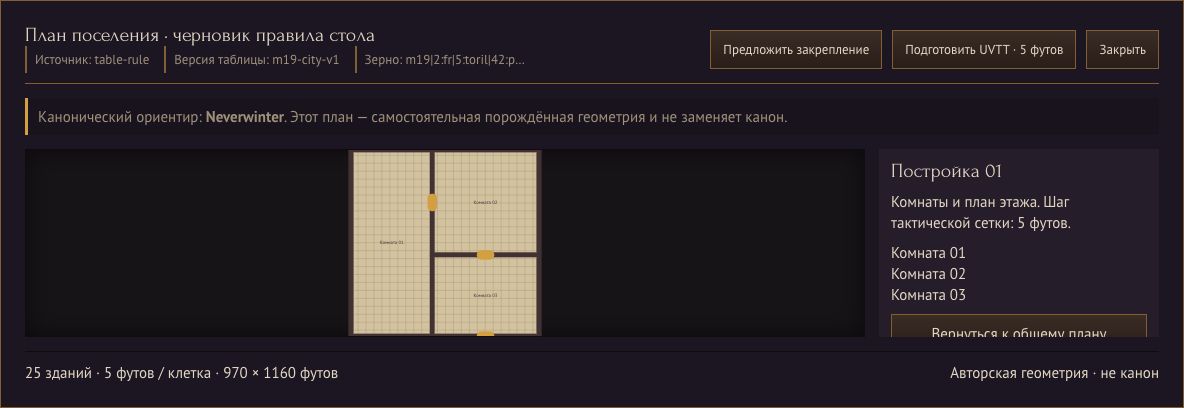 План поселения · черновик правила стола
Источник: table-rule
Версия таблицы: m19-city-v1
Зерно: m19|2:fr|5:toril|42:p...
Предложить закрепление
Подготовить UVTT · 5 футов
Закрыть
Канонический ориентир: Neverwinter. Этот план — самостоятельная порождённая геометрия и не заменяет канон.
Комната 01
Комната 02
Комната 03
Постройка 01
Комнаты и план этажа. Шаг
тактической сетки: 5 футов.
Комната 01
Комната 02
Комната 03
Вернуться к общему плану
25 зданий · 5 футов / клетка · 970 × 1160 футов
Авторская геометрия · не канон